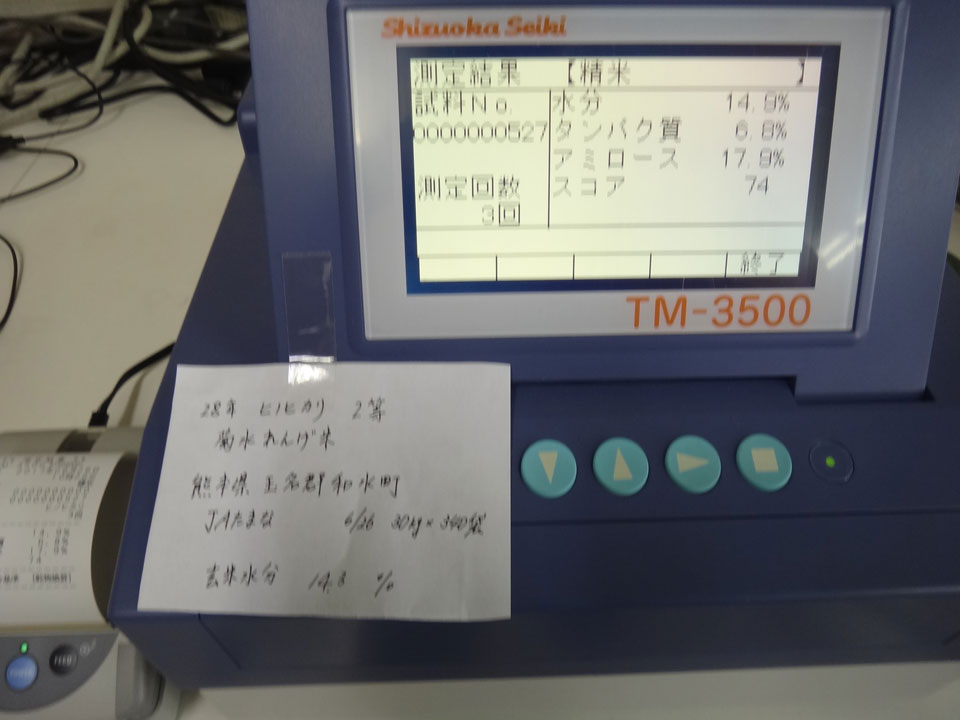 Shizuoka Seiki
測定結果 【精米 】
試料No. 水分 14.9%
0000000527 タンパク質 6.8%
アミロース 17.9%
測定回数 スコア 74
3回
終了
TM-3500
28年 ヒノヒカリ 2等
菊水れんげ米
熊本県 玉名郡和水町
JAたまな 6/26 30kg×340袋
玄米水分 14.3 %